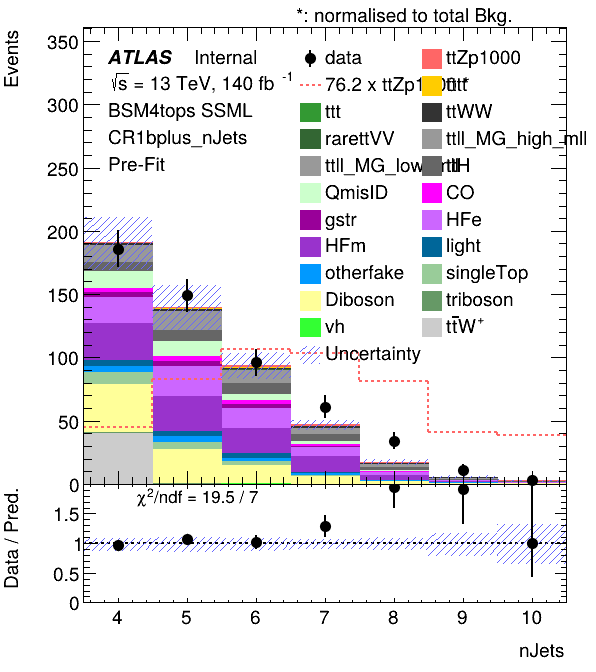 *: normalised to total Bkg.
Events
350
300
250
200
150
100
50
0
ATLAS Internal
√s = 13 TeV, 140 fb -1
BSM4tops SSML
CR1bplus_nJets
Pre-Fit
data
ttZp1000
76.2 x ttZp1000 *
tttt
ttt
ttWW
rarettVV
ttll_MG_high_mll
ttll_MG_low_mll
ttH
QmisID
CO
gstr
HFe
HFm
light
otherfake
singleTop
Diboson
triboson
vh
tt̄W+
Uncertainty
Data / Pred.
χ2/ndf = 19.5 / 7
1.5
1
0.5
0
4 5 6 7 8 9 10
nJets